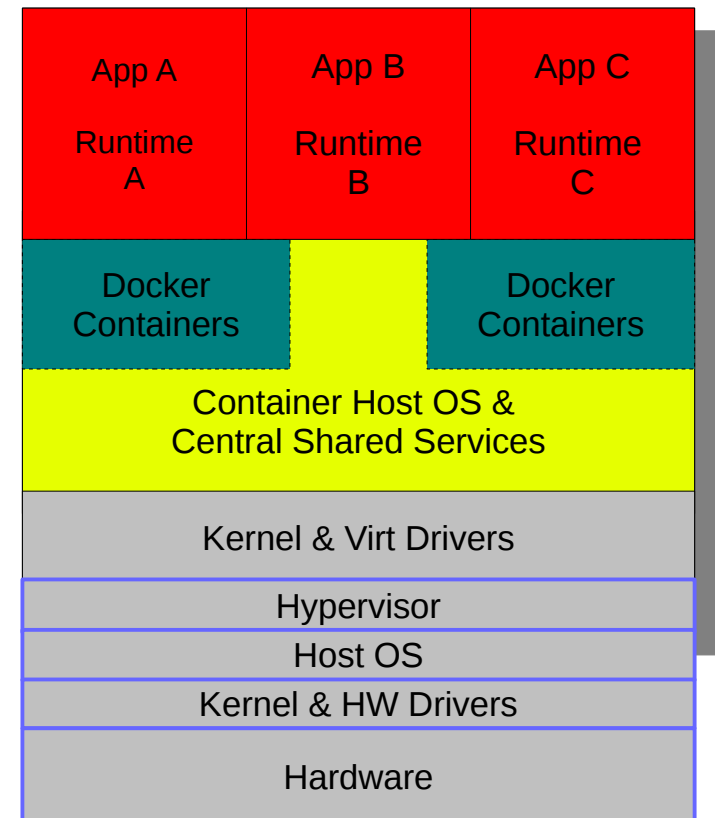 App A
Runtime
A
App B
Runtime
B
App C
Runtime
C
Docker
Containers
Docker
Containers
Container Host OS &
Central Shared Services
Kernel & Virt Drivers
Hypervisor
Host OS
Kernel & HW Drivers
Hardware